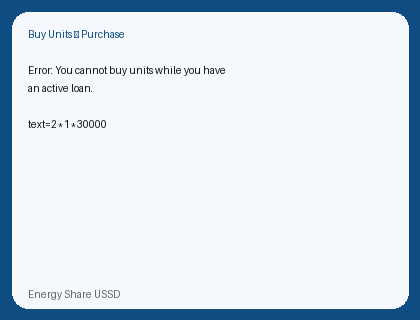 Buy Units▯Purchase
Error: You cannot buy units while you have
an active loan.
text=2*1*30000
Energy Share USSD